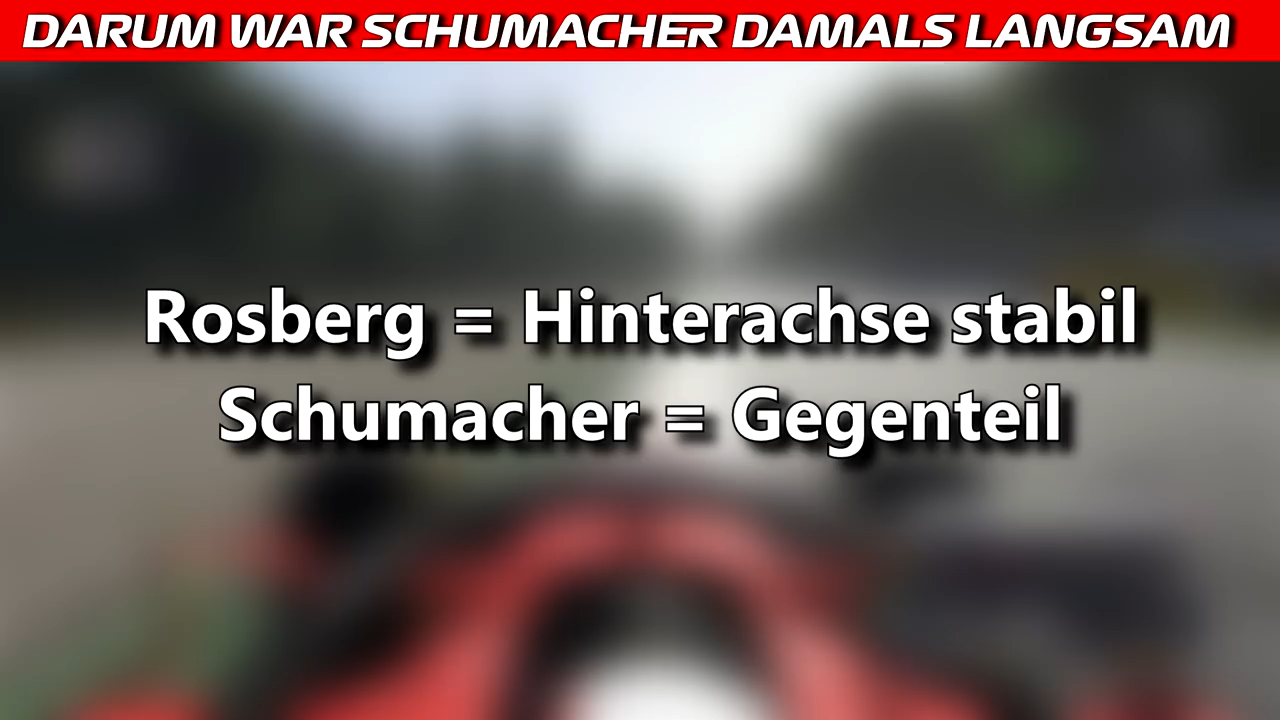 DARUM WAR SCHUMACHER DAMALS LANGSAM
Rosberg = Hinterachse stabil
Schumacher = Gegenteil